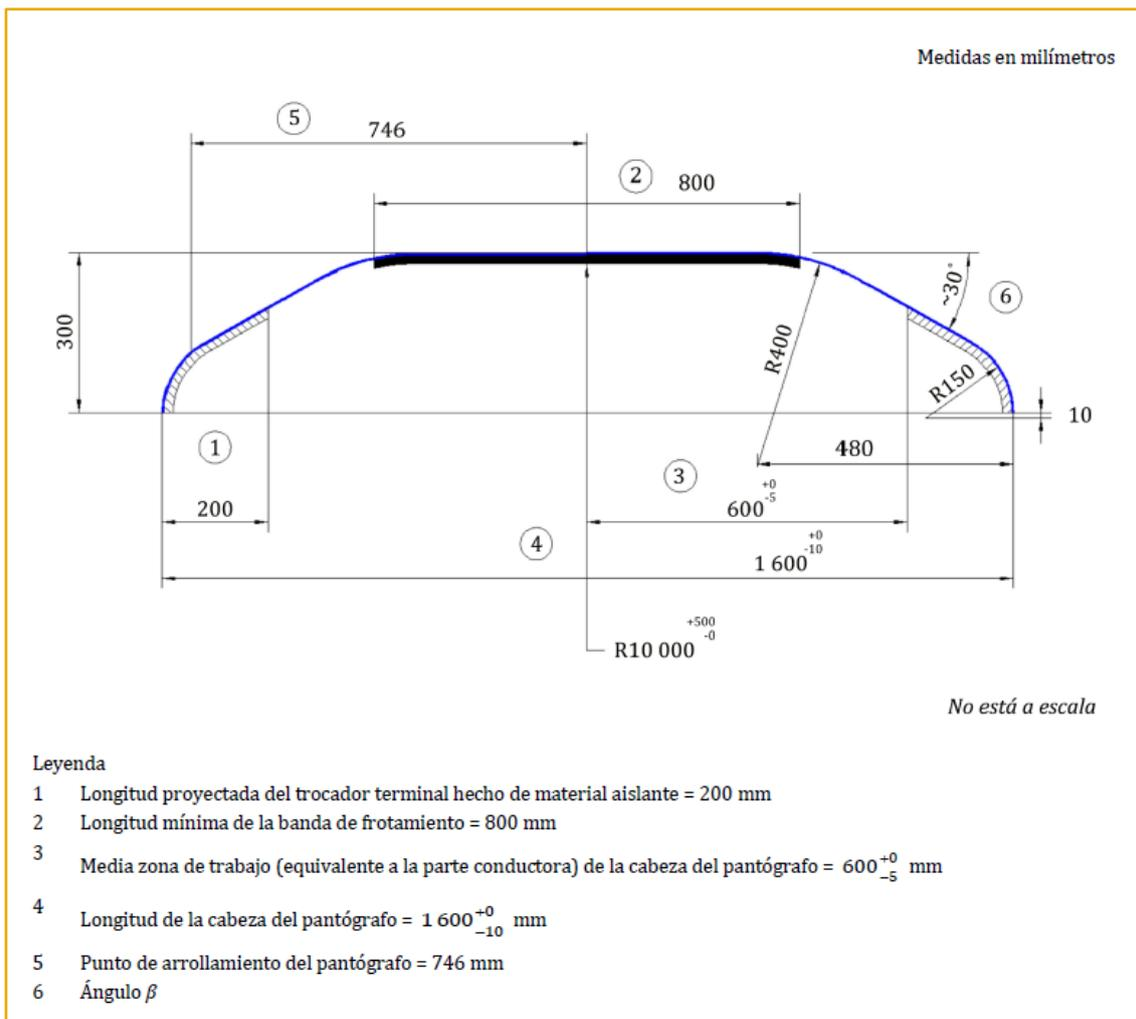 Medidas en milímetros
5
746
2 800
300
~30°
6
R400
R150
10
1
480
3
200
600 +0 -5
4
1 600 +0 -10
R10 000 +500 -0
No está a escala
Leyenda
1 Longitud proyectada del trocador terminal hecho de material aislante = 200 mm
2 Longitud mínima de la banda de frotamiento = 800 mm
3 Media zona de trabajo (equivalente a la parte conductora) de la cabeza del pantógrafo = 600 +0 −5 mm
4 Longitud de la cabeza del pantógrafo = 1 600 +0 −10 mm
5 Punto de arrollamiento del pantógrafo = 746 mm
6 Ángulo β